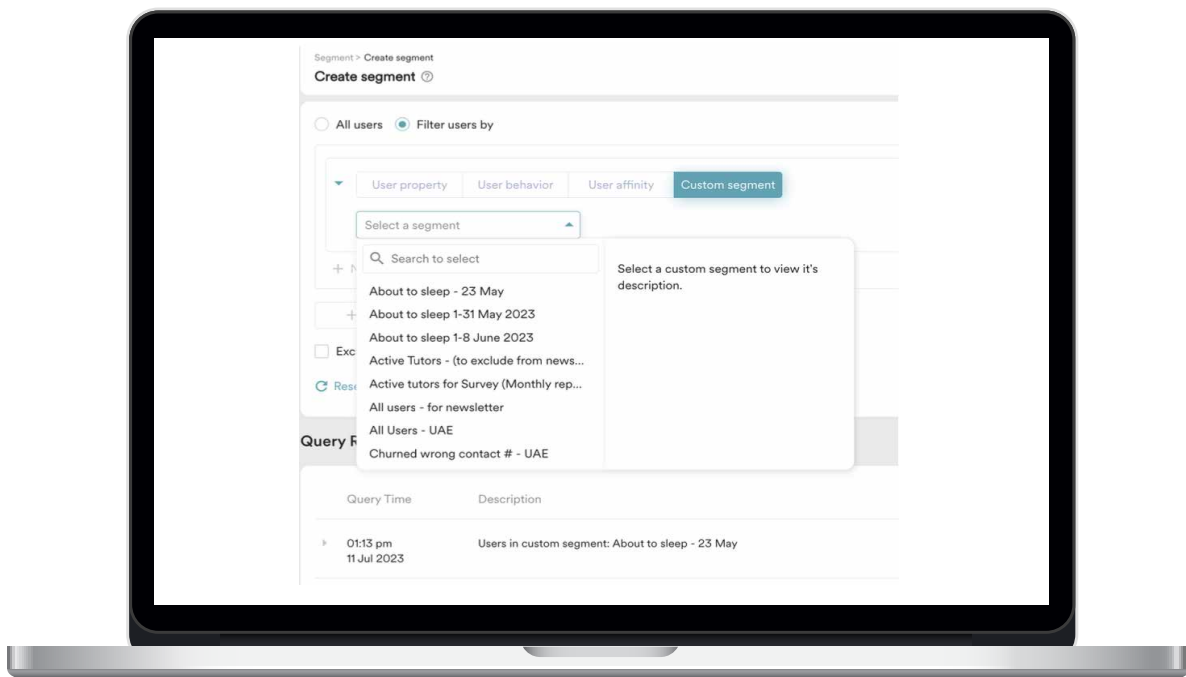 Segment > Create segment
Create segment ?
All users Filter users by
User property User behavior User affinity Custom segment
Select a segment
Search to select
Select a custom segment to view it's
description.
+ N
About to sleep - 23 May
About to sleep 1-31 May 2023
+
About to sleep 1-8 June 2023
Exc
Active Tutors - (to exclude from news...
Rese
Active tutors for Survey (Monthly rep...
All users - for newsletter
All Users - UAE
Query R
Churned wrong contact # - UAE
Query Time Description
01:13 pm Users in custom segment: About to sleep - 23 May
11 Jul 2023